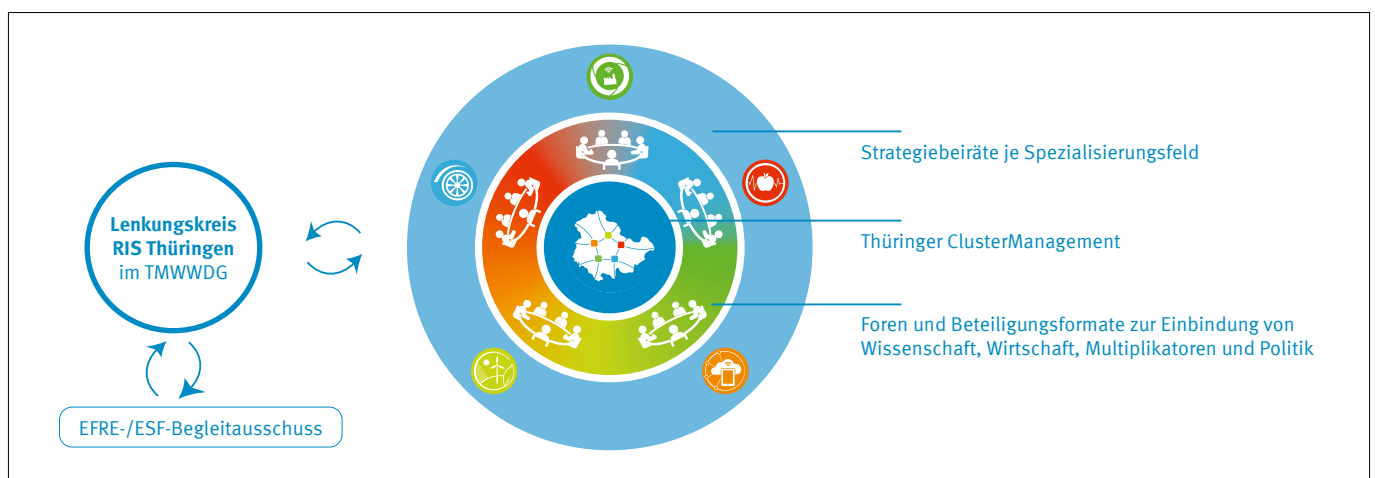 Lenkungskreis
RIS Thüringen
im TMWWDG
EFRE-/ESF-Begleitausschuss
Strategiebeiräte je Spezialisierungsfeld
Thüringer ClusterManagement
Foren und Beteiligungsformate zur Einbindung von
Wissenschaft, Wirtschaft, Multiplikatoren und Politik